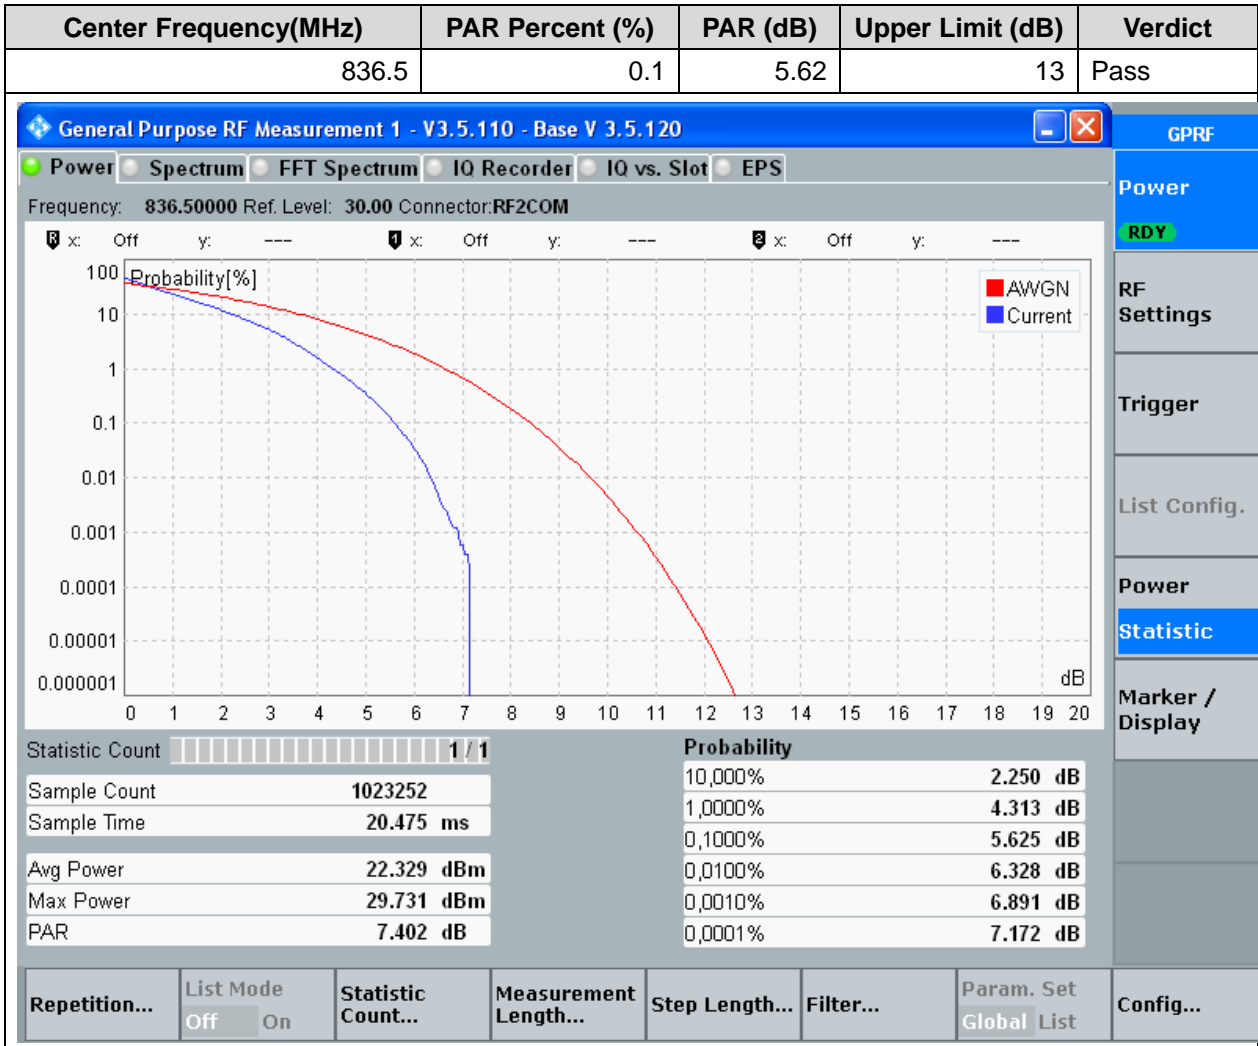 Center Frequency(MHz) PAR Percent (%) PAR (dB) Upper Limit (dB) Verdict
836.5 0.1 5.62 13 Pass
General Purpose RF Measurement 1 - V3.5.110 - Base V 3.5.120
GPRF
Power Spectrum FFT Spectrum IQ Recorder IQ vs. Slot EPS
Frequency: 836.50000 Ref. Level: 30.00 Connector:RF2COM
R x: Off y: --- 1 x: Off y: --- 2 x: Off y: ---
Probability[%]
AWGN
Current
100
10
1
0.1
0.01
0.001
0.0001
0.00001
0.000001
dB
0 1 2 3 4 5 6 7 8 9 10 11 12 13 14 15 16 17 18 19 20
Statistic Count 1 / 1
Sample Count 1023252
Sample Time 20.475 ms
Avg Power 22.329 dBm
Max Power 29.731 dBm
PAR 7.402 dB
Probability
10,000% 2.250 dB
1,0000% 4.313 dB
0,1000% 5.625 dB
0,0100% 6.328 dB
0,0010% 6.891 dB
0,0001% 7.172 dB
Power
RDY
RF
Settings
Trigger
List Config.
Power
Statistic
Marker /
Display
Repetition...
List Mode
Off On
Statistic
Count...
Measurement
Length...
Step Length...
Filter...
Param. Set
Global List
Config...